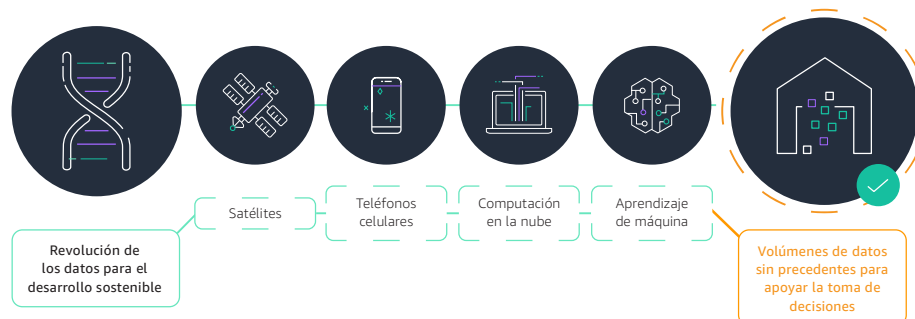 Satélites
Teléfonos
celulares
Computación
en la nube
Aprendizaje
de máquina
Revolución de
los datos para el
desarrollo sostenible
Volúmenes de datos
sin precedentes para
apoyar la toma de
decisiones